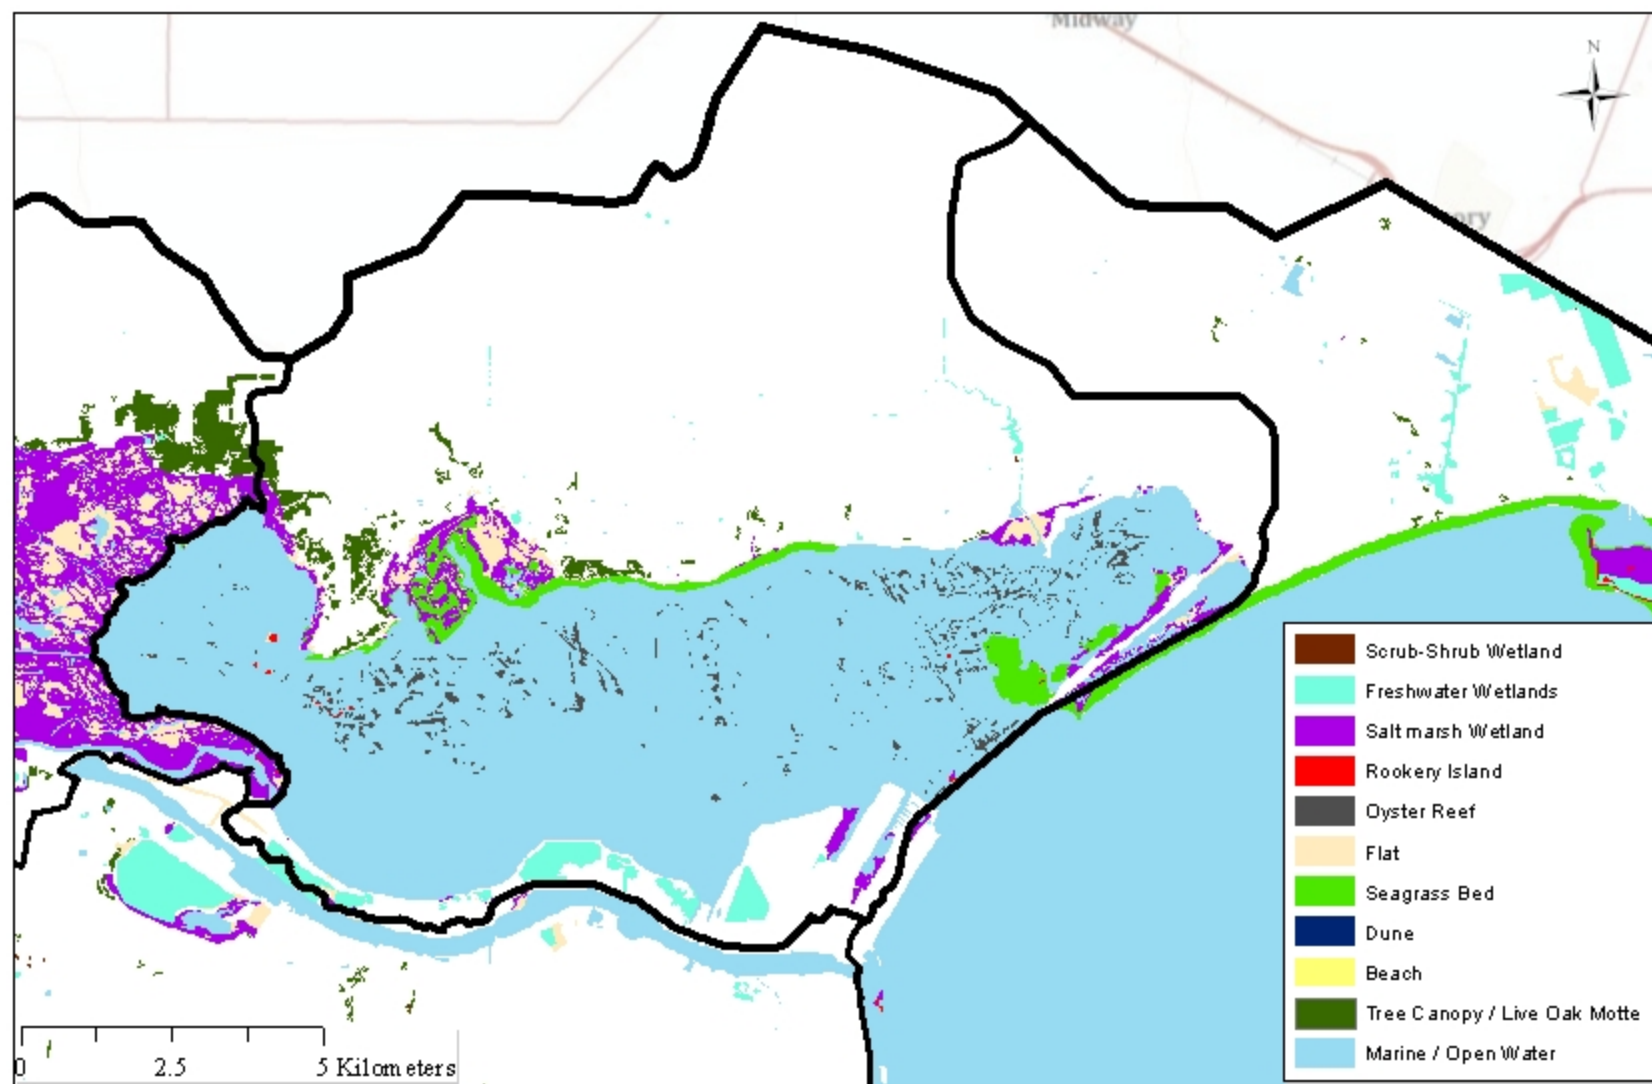 Midway
N
ory
Scrub-Shrub Wetland
Freshwater Wetlands
Salt marsh Wetland
Rookery Island
Oyster Reef
Flat
Seagrass Bed
Dune
Beach
Tree Canopy / Live Oak Motte
Marine / Open Water
0 2.5 5 Kilometers